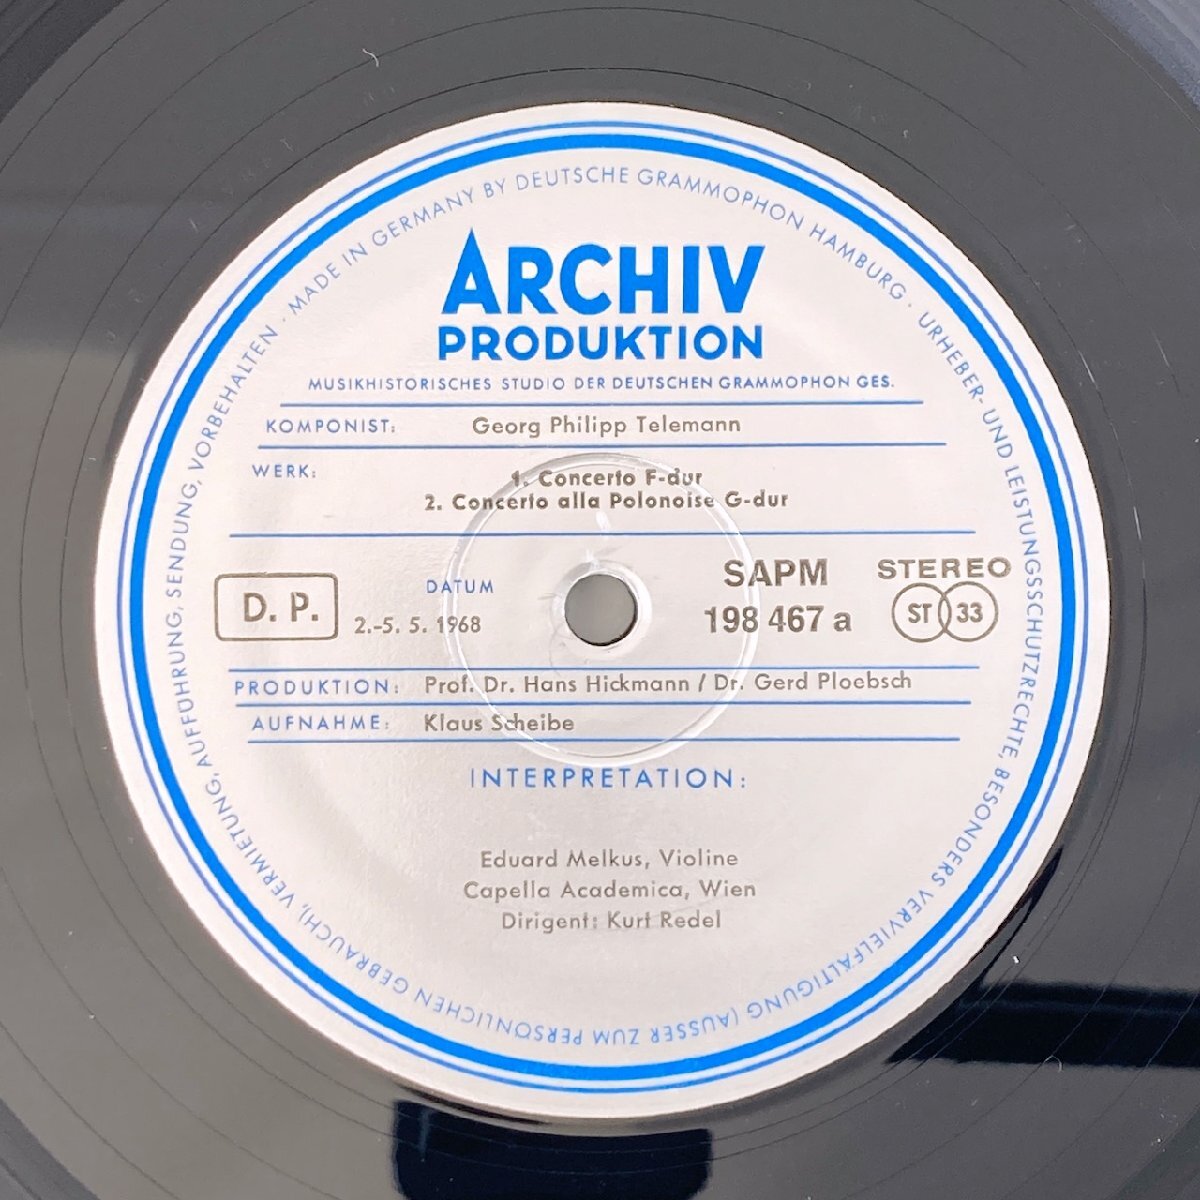 MADE IN GERMANY BY DEUTSCHE GRAMMOPHON HAMBURG · URHEBER- UND LEISTUNGSSCHUTZRECHTE, BESONDERS VERVIELFÄLTIGUNG (AUSSER ZUM PERSÖNLICHEN GEBRAUCH), VERMIETUNG, AUFFÜHRUNG, SENDUNG, VORBEHALTEN ·
ARCHIV
PRODUKTION
MUSIKHISTORISCHES STUDIO DER DEUTSCHEN GRAMMOPHON GES.
KOMPONIST: Georg Philipp Telemann
WERK: 1. Concerto F-dur
2. Concerto alla Polonoise G-dur
D. P.
DATUM
2.-5. 5. 1968
SAPM
198 467 a
STEREO
ST 33
PRODUKTION: Prof. Dr. Hans Hickmann / Dr. Gerd Ploebsch
AUFNAHME: Klaus Scheibe
INTERPRETATION:
Eduard Melkus, Violine
Capella Academica, Wien
Dirigent: Kurt Redel